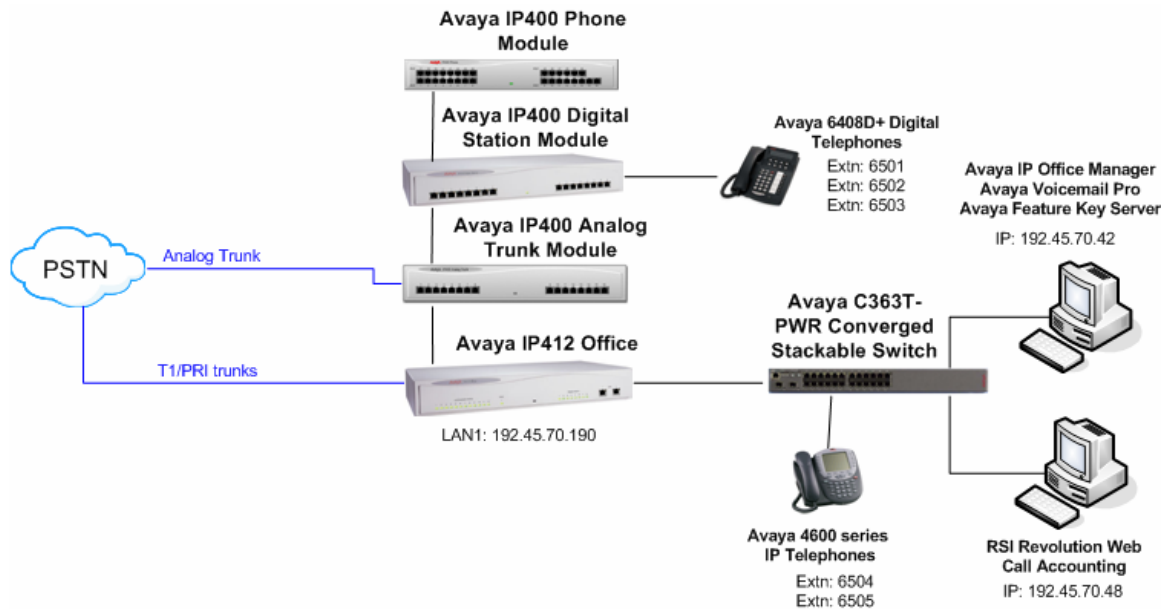 Avaya IP400 Phone
Module
Avaya IP400 Digital
Station Module
Avaya 6408D+ Digital
Telephones
Extn: 6501
Extn: 6502
Extn: 6503
Avaya IP Office Manager
Avaya Voicemail Pro
Avaya Feature Key Server
IP: 192.45.70.42
Avaya IP400 Analog
Trunk Module
PSTN
Analog Trunk
Avaya C363T-
PWR Converged
Stackable Switch
Avaya IP412 Office
T1/PRI trunks
LAN1: 192.45.70.190
Avaya 4600 series
IP Telephones
Extn: 6504
Extn: 6505
RSI Revolution Web
Call Accounting
IP: 192.45.70.48